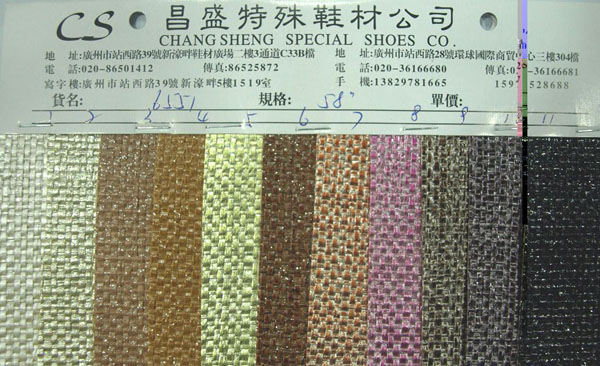 CS 昌盛特殊鞋材公司
CHANG SHENG SPECIAL SHOES CO.
地 址:廣州市站西路39號新濠畔鞋材廣場二樓3通道C33B檔 地 址:廣州市站西路28號環球國際商貿中心三樓304檔
電 話:020-86501412 傳真:86525872 電 話:020-36166680 傳真:020-36166681
寫字樓:廣州市站西路39號新濠畔5樓1519室 手 機:13829781665
貨名: 6551 規格: 58" 單價:
1 2 3 4 5 6 7 8 9 11